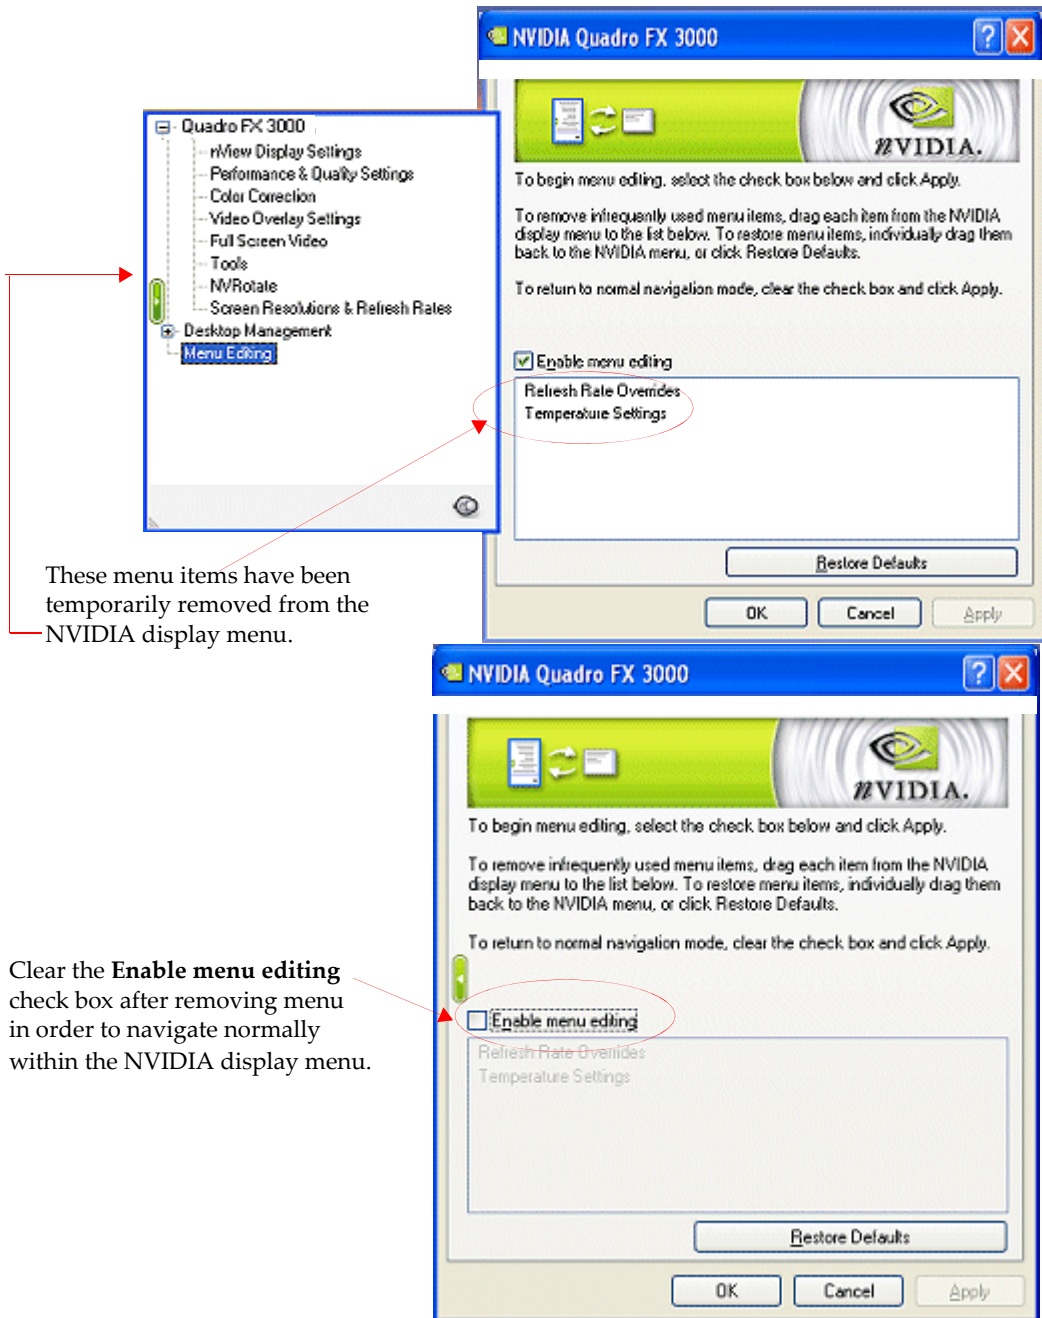 NVIDIA Quadro FX 3000
nVIDIA.
To begin menu editing, select the check box below and click Apply.
To remove infrequently used menu items, drag each item from the NVIDIA
display menu to the list below. To restore menu items, individually drag them
back to the NVIDIA menu, or click Restore Defaults.
To return to normal navigation mode, clear the check box and click Apply.
Enable menu editing
Refresh Rate Overrides
Temperature Settings
Restore Defaults
OK Cancel Apply
Quadro FX 3000
nView Display Settings
Performance & Quality Settings
Color Correction
Video Overlay Settings
Full Screen Video
Tools
NVRotate
Screen Resolutions & Refresh Rates
Desktop Management
Menu Editing
These menu items have been
temporarily removed from the
NVIDIA display menu.
NVIDIA Quadro FX 3000
nVIDIA.
To begin menu editing, select the check box below and click Apply.
To remove infrequently used menu items, drag each item from the NVIDIA
display menu to the list below. To restore menu items, individually drag them
back to the NVIDIA menu, or click Restore Defaults.
To return to normal navigation mode, clear the check box and click Apply.
Enable menu editing
Refresh Rate Overrides
Temperature Settings
Restore Defaults
OK Cancel Apply
Clear the Enable menu editing
check box after removing menu
in order to navigate normally
within the NVIDIA display menu.